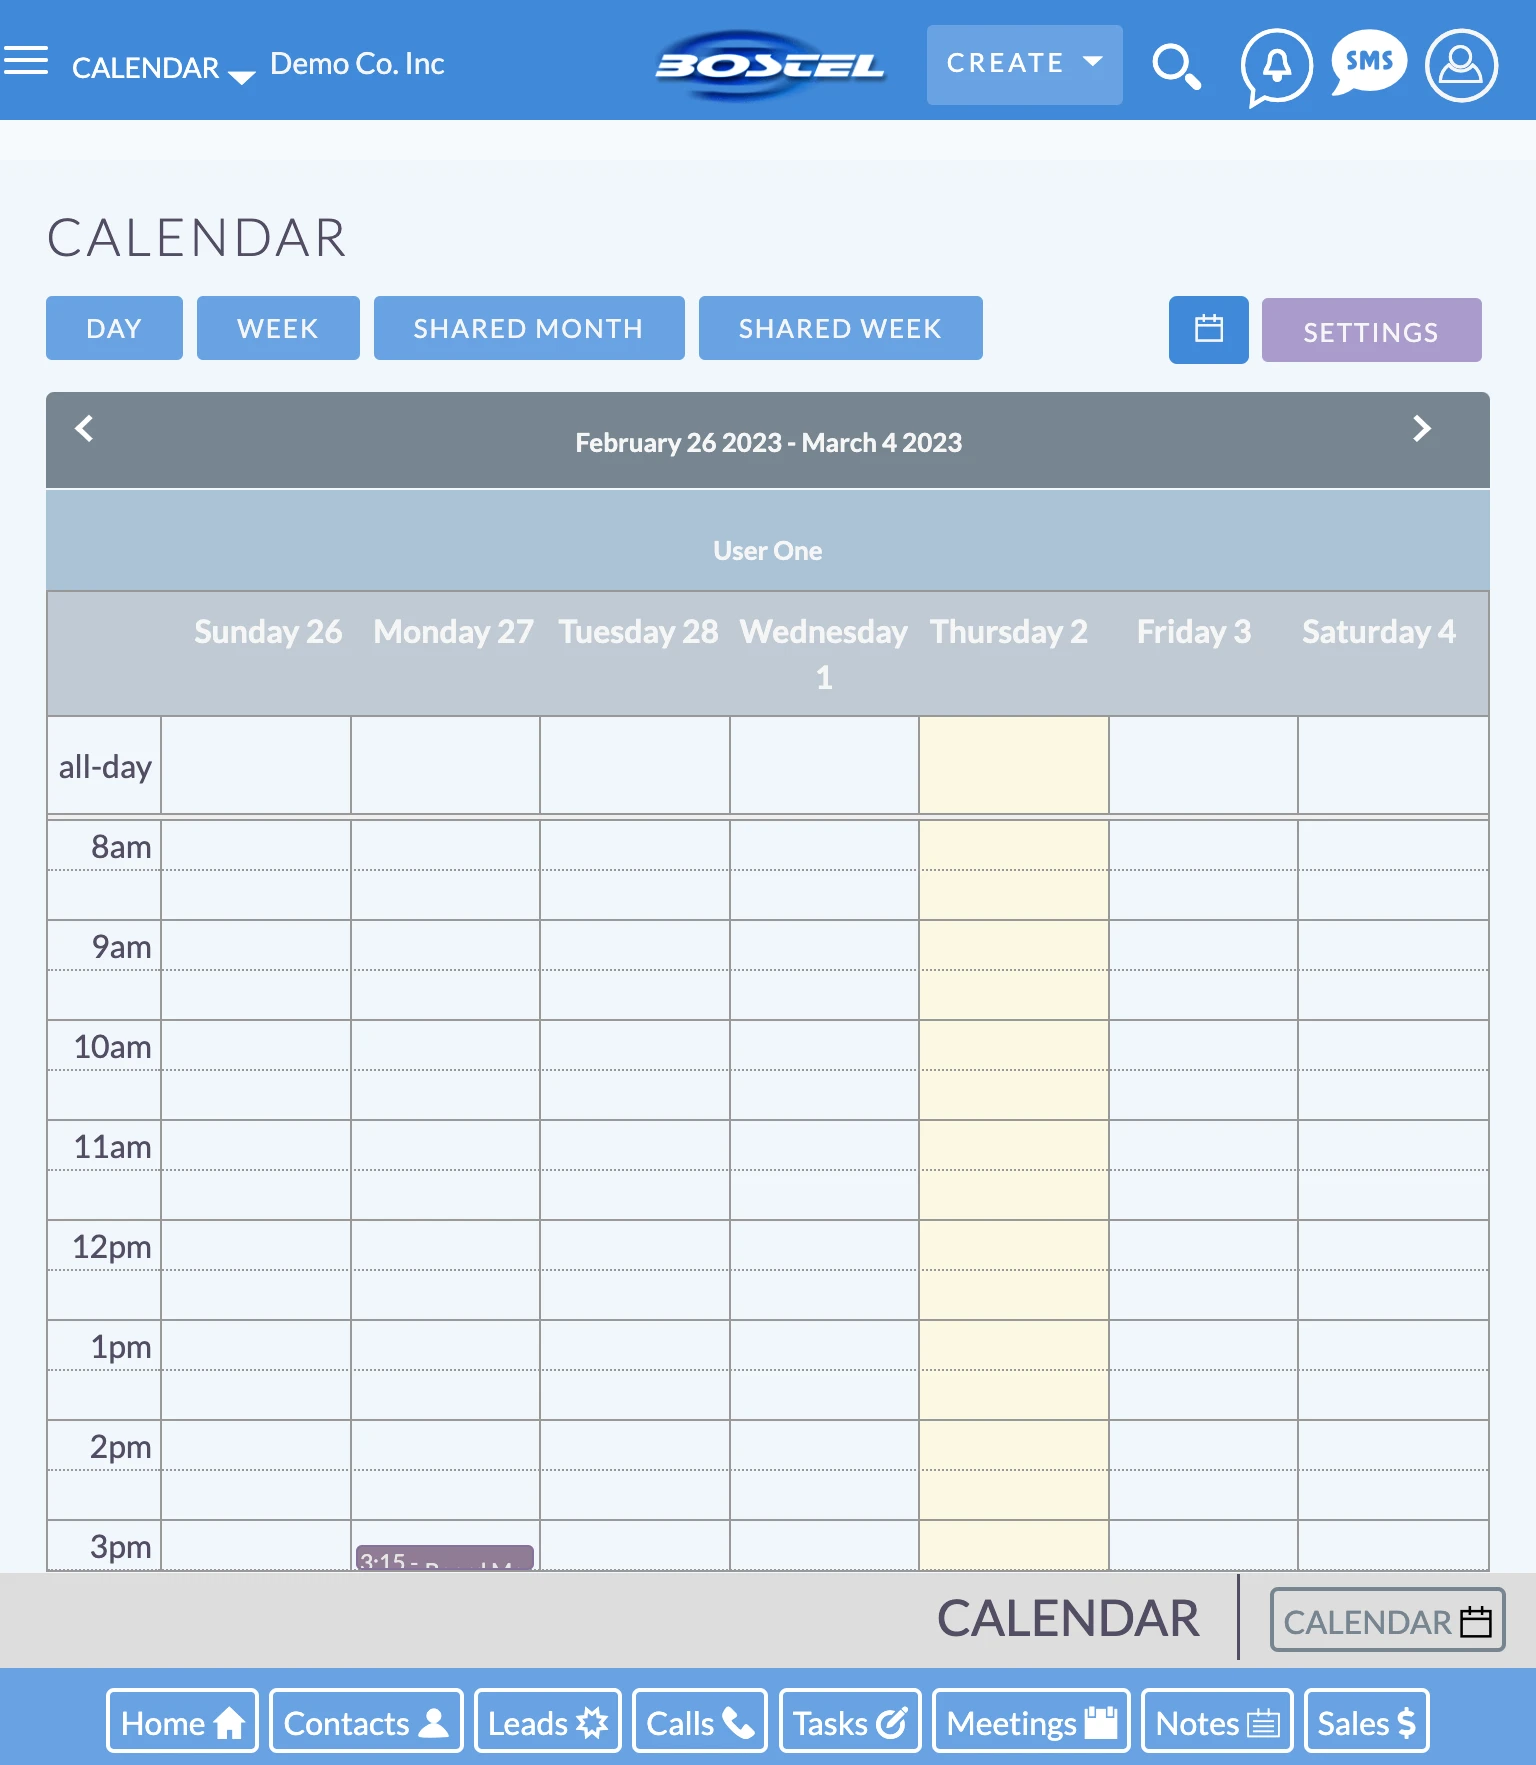 CALENDAR Demo Co. Inc BOSTEL CREATE SMS
CALENDAR
DAY WEEK SHARED MONTH SHARED WEEK SETTINGS
February 26 2023 - March 4 2023
User One
Sunday 26 Monday 27 Tuesday 28 Wednesday 1 Thursday 2 Friday 3 Saturday 4
all-day
8am
9am
10am
11am
12pm
1pm
2pm
3pm
3:15 -
CALENDAR CALENDAR
Home Contacts Leads Calls Tasks Meetings Notes Sales